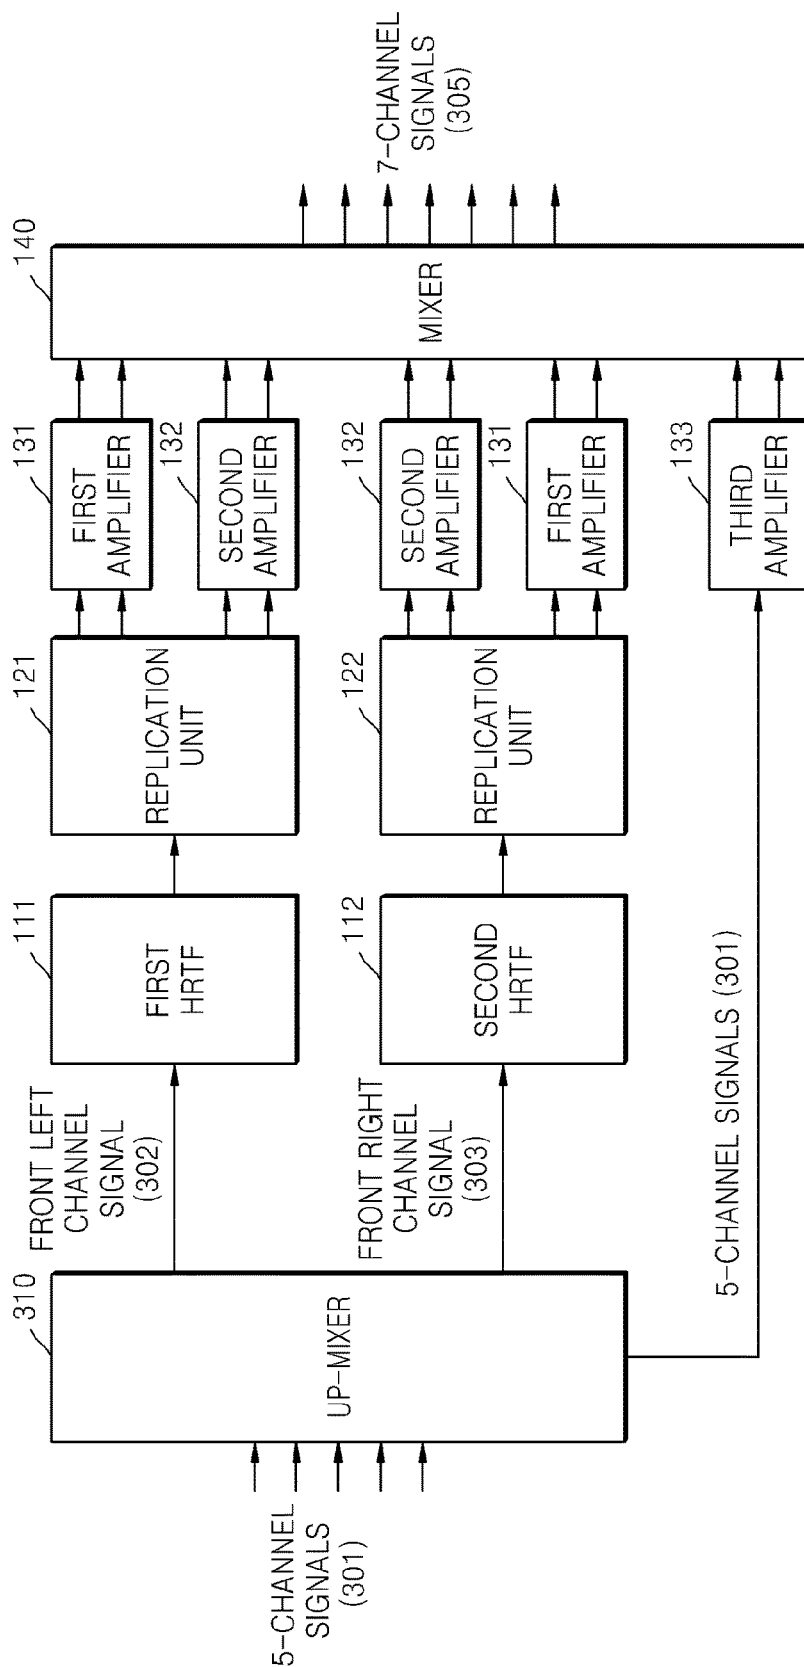 5-CHANNEL
SIGNALS
(301)
310
UP-MIXER
FRONT LEFT
CHANNEL
SIGNAL
(302)
FRONT RIGHT
CHANNEL
SIGNAL
(303)
5-CHANNEL SIGNALS (301)
111
FIRST
HRTF
112
SECOND
HRTF
121
REPLICATION
UNIT
122
REPLICATION
UNIT
131
FIRST
AMPLIFIER
132
SECOND
AMPLIFIER
132
SECOND
AMPLIFIER
131
FIRST
AMPLIFIER
133
THIRD
AMPLIFIER
140
MIXER
7-CHANNEL
SIGNALS
(305)